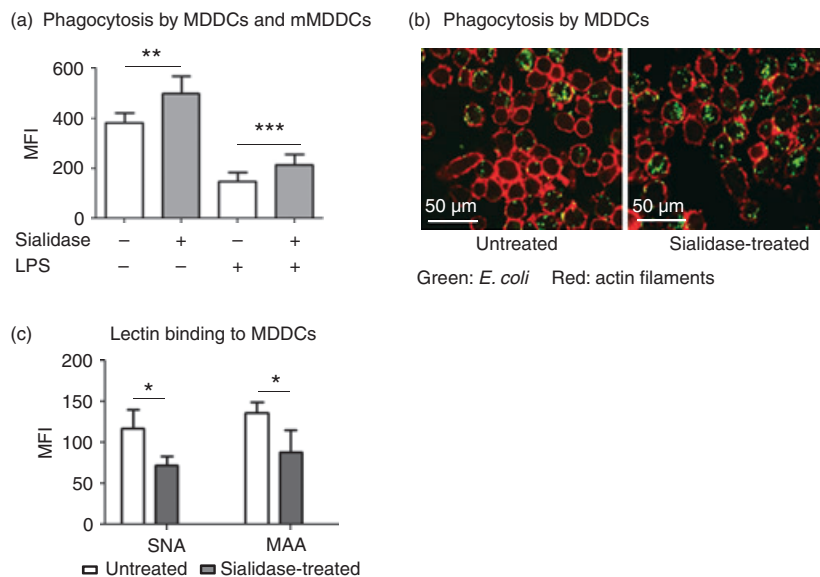 (a) Phagocytosis by MDDCs and mMDDCs
600
400
200
0
MFI
**
***
Sialidase – + – +
LPS – – + +
(b) Phagocytosis by MDDCs
50 µm
50 µm
Untreated Sialidase-treated
Green: E. coli Red: actin filaments
(c) Lectin binding to MDDCs
200
150
100
50
0
MFI
*
*
SNA MAA
Untreated Sialidase-treated